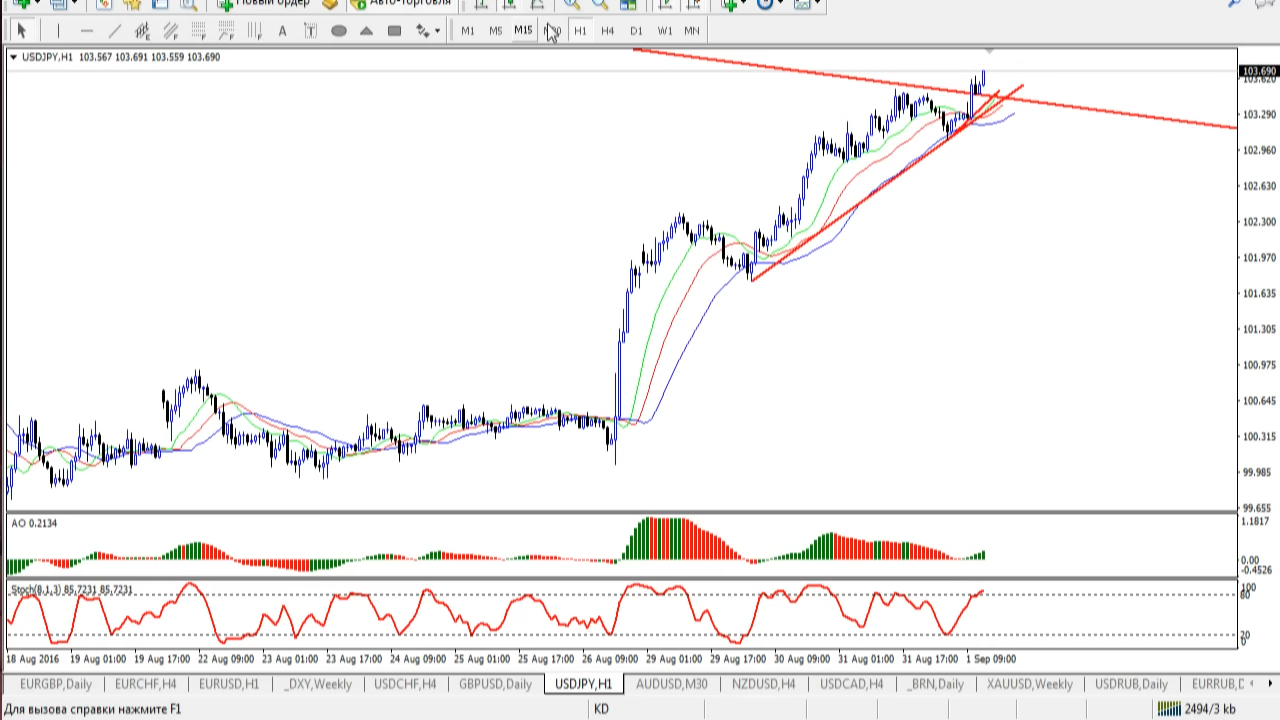 Новый ордер Авто-торговля
A T M1 M5 M15 H1 H4 D1 W1 MN
USDJPY,H1 103.567 103.691 103.559 103.690
103.690
103.620
103.290
102.960
102.630
102.300
101.970
101.635
101.305
100.975
100.645
100.315
99.985
99.655
AO 0.2134
1.1817
0.00
-0.4526
Stoch(8,1,3) 85.7231 85.7231
100
80
20
0
18 Aug 2016 19 Aug 01:00 19 Aug 17:00 22 Aug 09:00 23 Aug 01:00 23 Aug 17:00 24 Aug 09:00 25 Aug 01:00 25 Aug 17:00 26 Aug 09:00 29 Aug 01:00 29 Aug 17:00 30 Aug 09:00 31 Aug 01:00 31 Aug 17:00 1 Sep 09:00
EURGBP,Daily EURCHF,H4 EURUSD,H1 _DXY,Weekly USDCHF,H4 GBPUSD,Daily USDJPY,H1 AUDUSD,M30 NZDUSD,H4 USDCAD,H4 _BRN,Daily XAUUSD,Weekly USDRUB,Daily EURRUB,D
Для вызова справки нажмите F1 KD 2494/3 kb